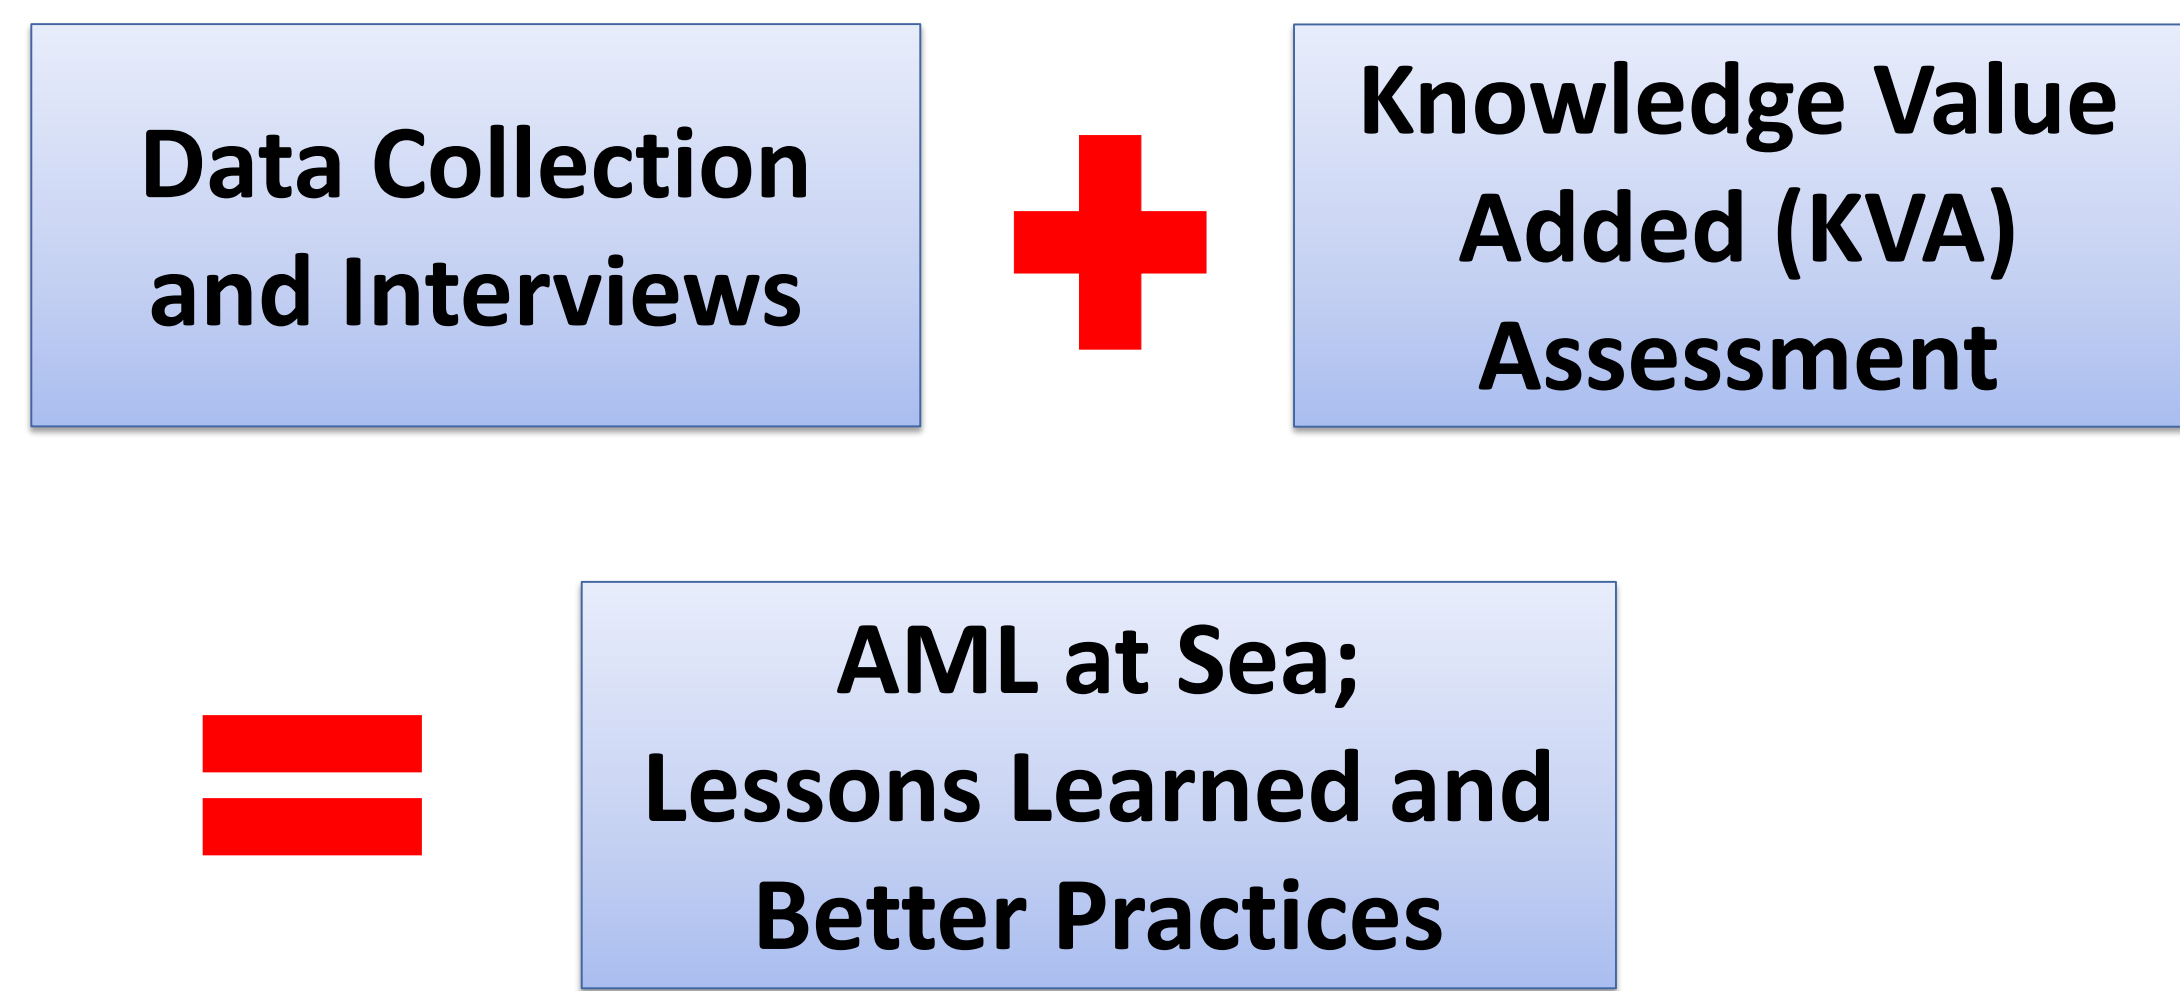 Data Collection
and Interviews
Knowledge Value
Added (KVA)
Assessment
AML at Sea;
Lessons Learned and
Better Practices